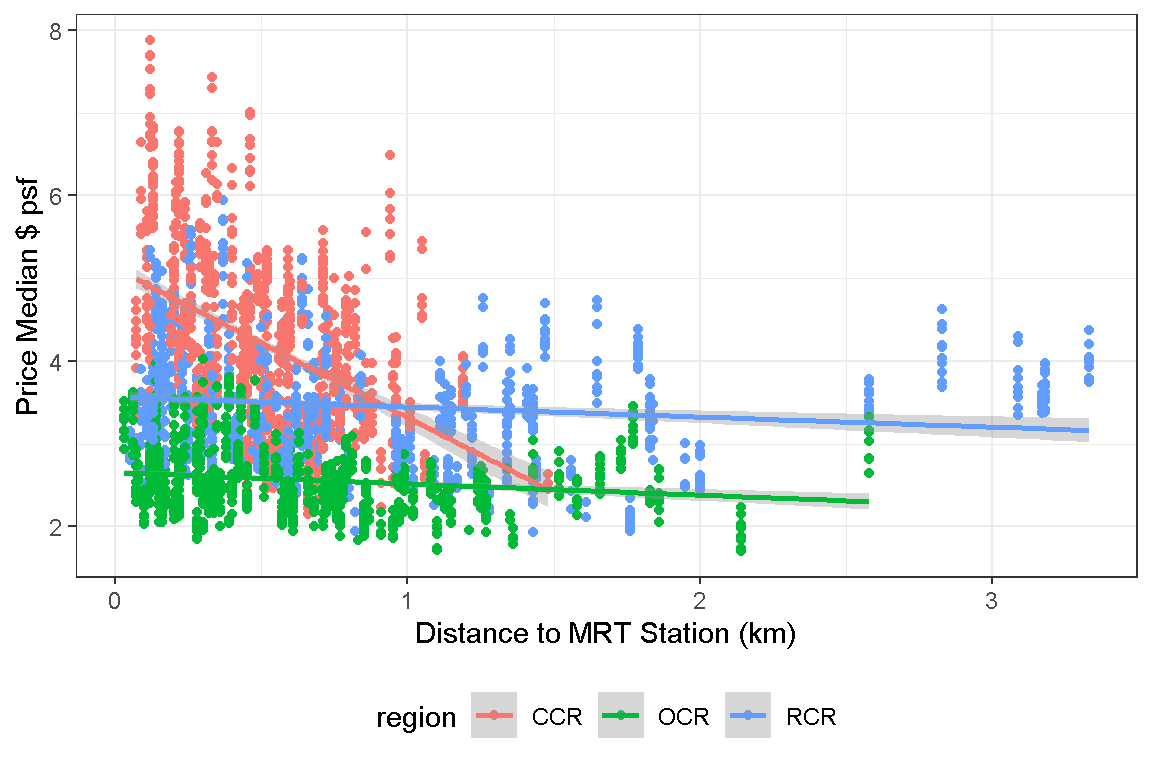 8
6
4
2
Price Median $ psf
0 1 2 3
Distance to MRT Station (km)
region CCR OCR RCR